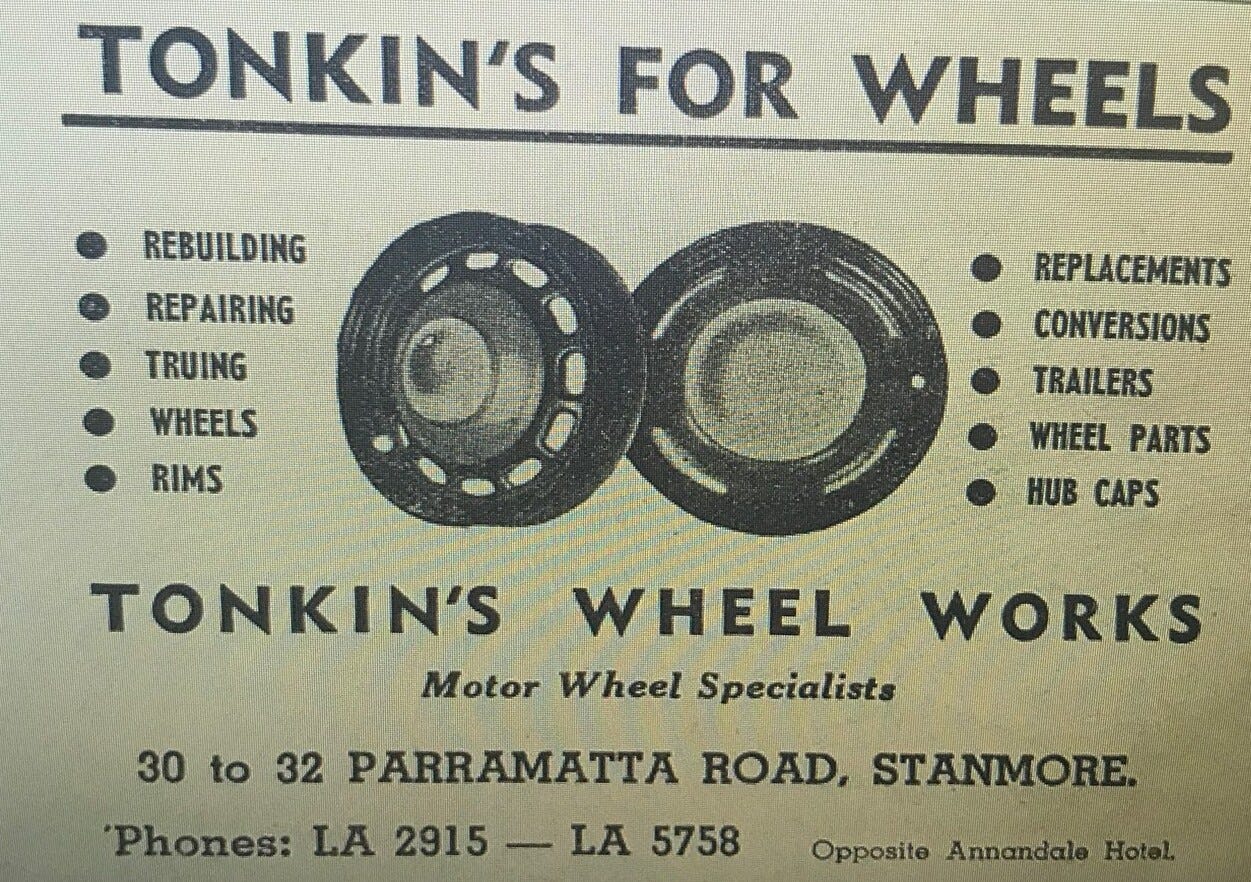 TONKIN'S FOR WHEELS
REBUILDING
REPAIRING
TRUING
WHEELS
RIMS
REPLACEMENTS
CONVERSIONS
TRAILERS
WHEEL PARTS
HUB CAPS
TONKIN'S WHEEL WORKS
Motor Wheel Specialists
30 to 32 PARRAMATTA ROAD, STANMORE.
'Phones: LA 2915 — LA 5758 Opposite Annandale Hotel.